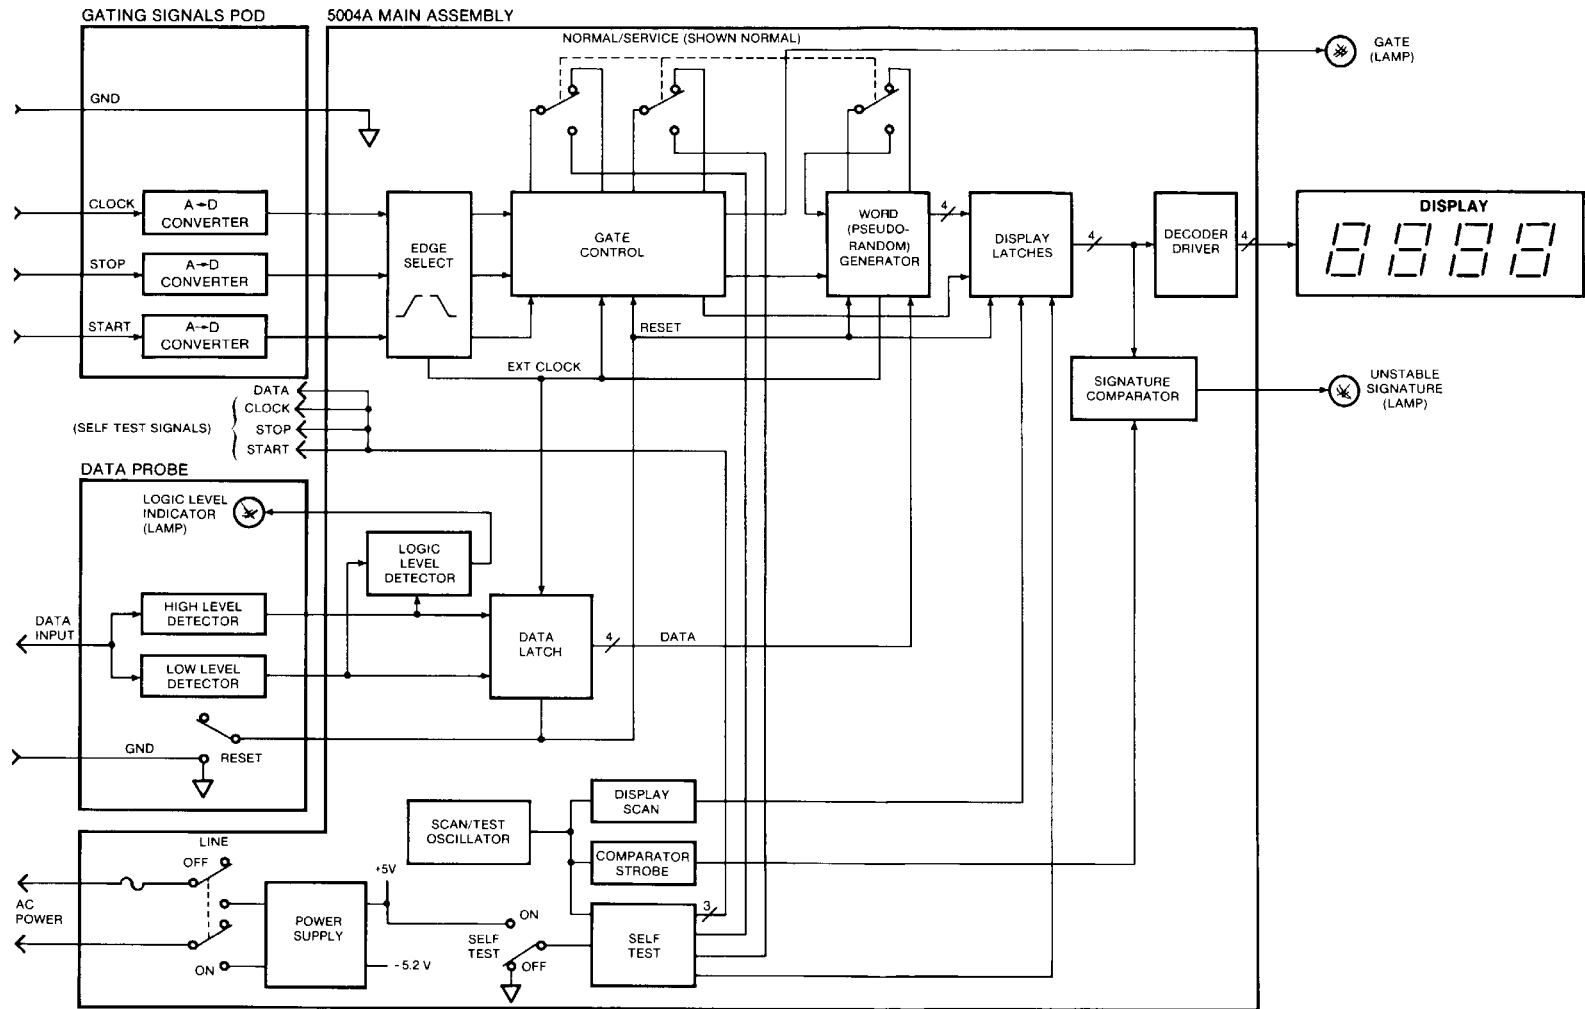 GATING SIGNALS POD
5004A MAIN ASSEMBLY
NORMAL/SERVICE (SHOWN NORMAL)
GATE
(LAMP)
GND
CLOCK
A→D
CONVERTER
STOP
A→D
CONVERTER
START
A→D
CONVERTER
EDGE
SELECT
GATE
CONTROL
WORD
(PSEUDO-
RANDOM)
GENERATOR
4
DISPLAY
LATCHES
4
DECODER
DRIVER
4
DISPLAY
8888
RESET
EXT CLOCK
SIGNATURE
COMPARATOR
UNSTABLE
SIGNATURE
(LAMP)
DATA
CLOCK
(SELF TEST SIGNALS)
STOP
START
DATA PROBE
LOGIC LEVEL
INDICATOR
(LAMP)
LOGIC
LEVEL
DETECTOR
DATA
INPUT
HIGH LEVEL
DETECTOR
LOW LEVEL
DETECTOR
DATA
LATCH
4
DATA
GND
RESET
SCAN/TEST
OSCILLATOR
DISPLAY
SCAN
COMPARATOR
STROBE
LINE
OFF
AC
POWER
ON
POWER
SUPPLY
+5V
-5.2 V
SELF
TEST
ON
OFF
SELF
TEST
3